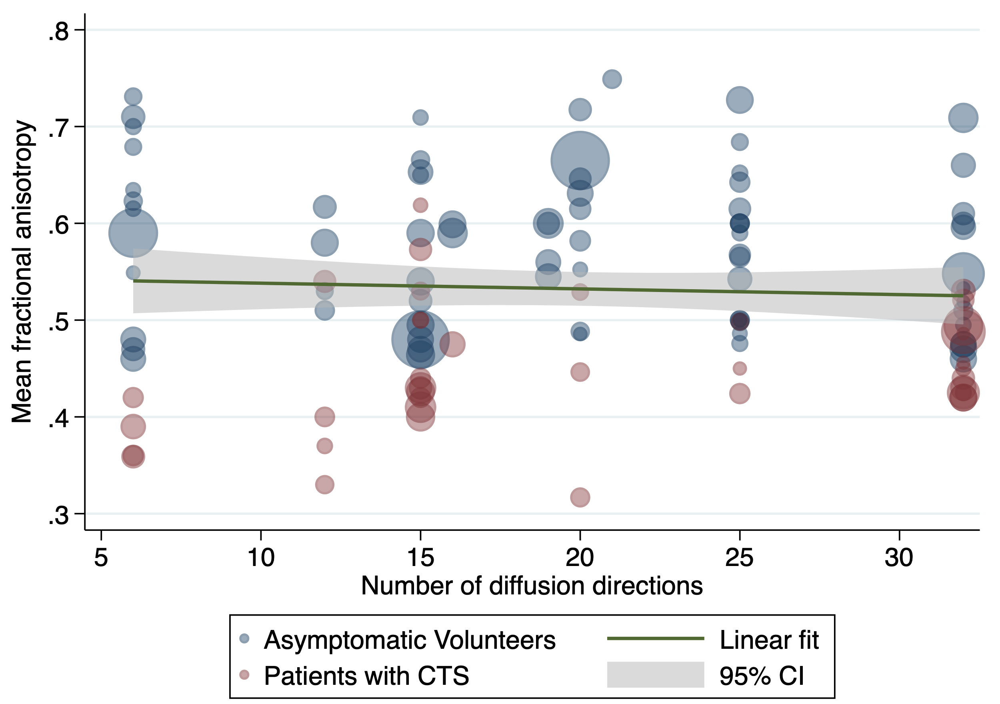 Mean fractional anisotropy
.8
.7
.6
.5
.4
.3
5 10 15 20 25 30
Number of diffusion directions
Asymptomatic Volunteers Linear fit
Patients with CTS 95% CI